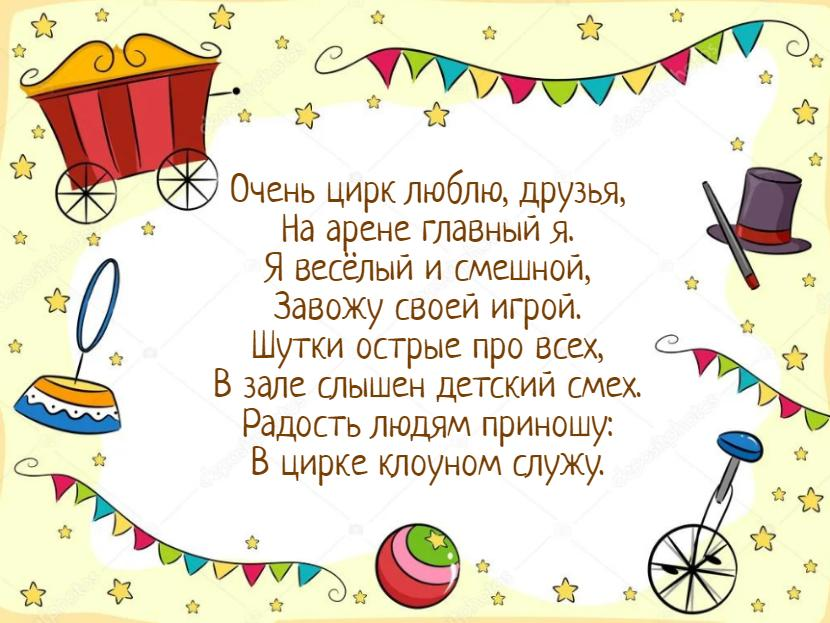 Очень цирк люблю, друзья,
На арене главный я.
Я весёлый и смешной,
Завожу своей игрой.
Шутки острые про всех,
В зале слышен детский смех.
Радость людям приношу:
В цирке клоуном служу.